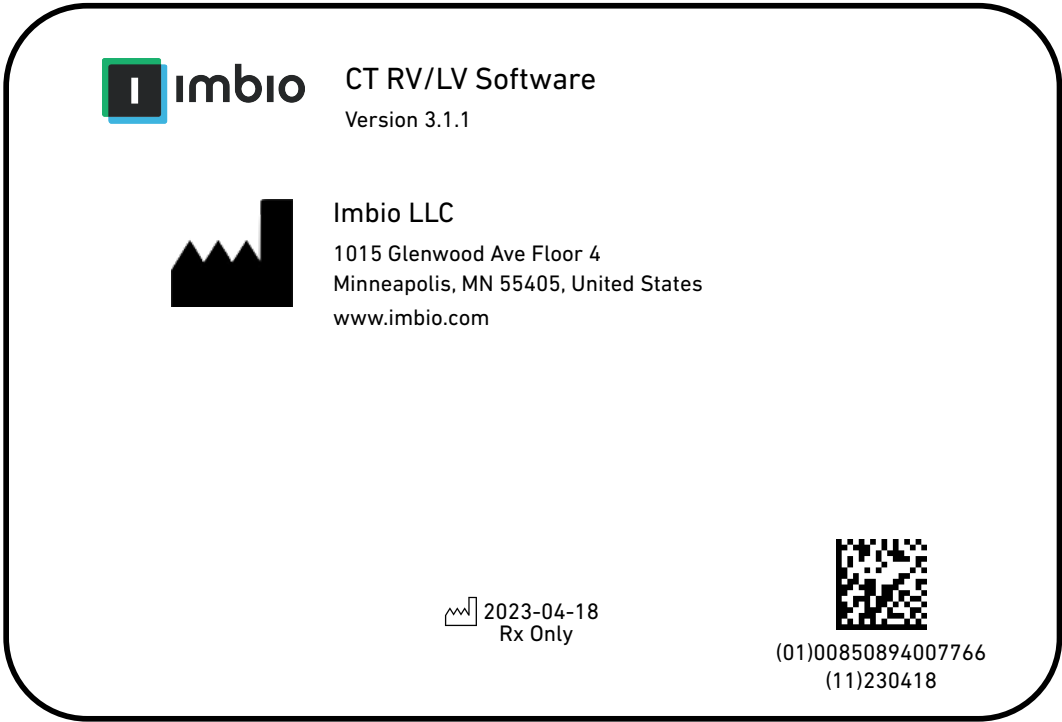 imbio
CT RV/LV Software
Version 3.1.1
Imbio LLC
1015 Glenwood Ave Floor 4
Minneapolis, MN 55405, United States
www.imbio.com
2023-04-18
Rx Only
(01)00850894007766
(11)230418